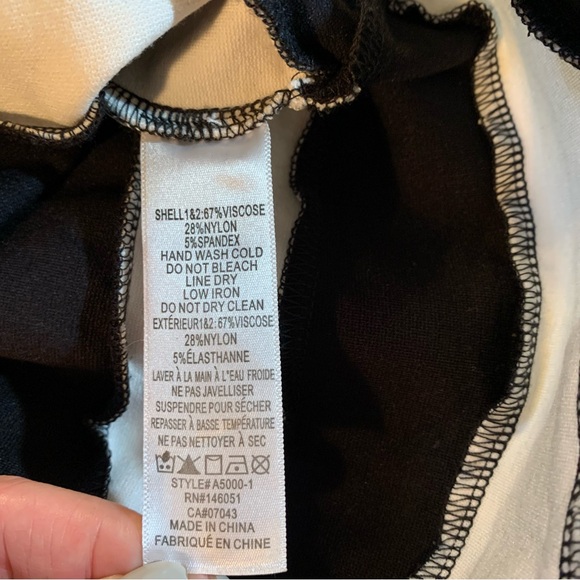 SHELL1&2:67%VISCOSE
28%NYLON
5%SPANDEX
HAND WASH COLD
DO NOT BLEACH
LINE DRY
LOW IRON
DO NOT DRY CLEAN
EXTÉRIEUR1&2:67%VISCOSE
28%NYLON
5%ÉLASTHANNE
LAVER À LA MAIN À L'EAU FROIDE
NE PAS JAVELLISER
SUSPENDRE POUR SÉCHER
REPASSER À BASSE TEMPÉRATURE
NE PAS NETTOYER À SEC
STYLE# A5000-1
RN#146051
CA#07043
MADE IN CHINA
FABRIQUÉ EN CHINE